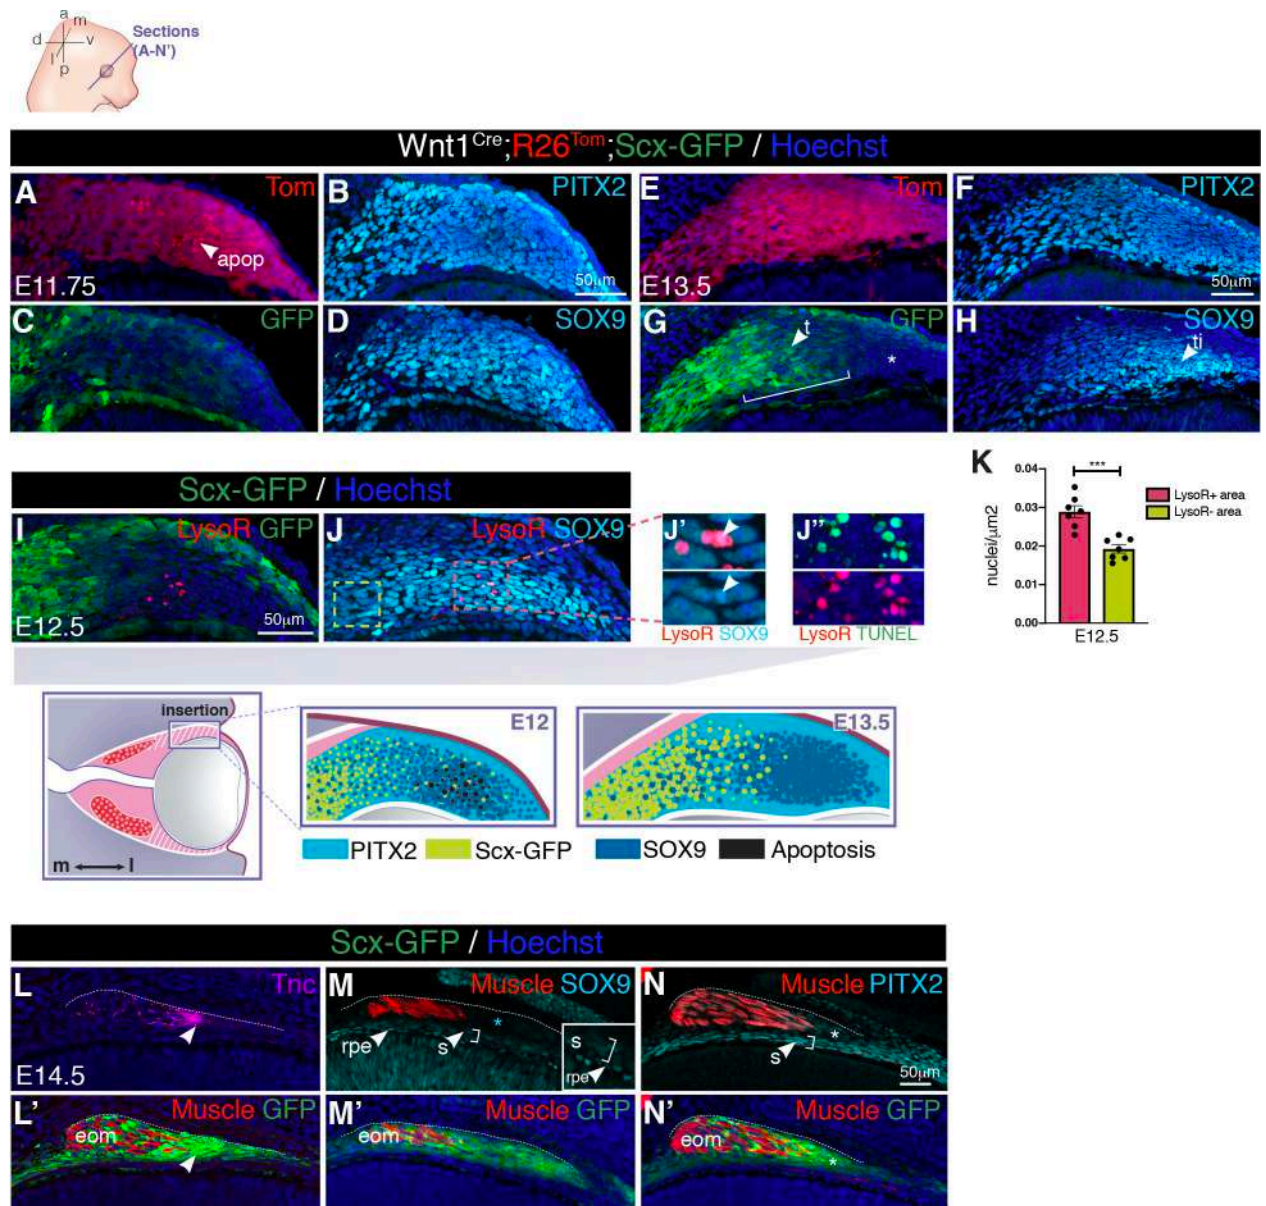 a
m
d
v
l
p
Sections
(A-N')
Wnt1Cre;R26Tom;Scx-GFP / Hoechst
A
Tom
apop
E11.75
B
PITX2
50μm
E
Tom
E13.5
F
PITX2
50μm
C
GFP
D
SOX9
G
GFP
t
*
H
SOX9
ti
Scx-GFP / Hoechst
I
LysoR GFP
E12.5
50μm
J
LysoR SOX9
J'
LysoR SOX9
J''
LysoR TUNEL
K
0.04
0.03
0.02
0.01
0.00
nuclei/μm2
***
E12.5
LysoR+ area
LysoR- area
insertion
m
l
E12
E13.5
PITX2
Scx-GFP
SOX9
Apoptosis
Scx-GFP / Hoechst
L
Tnc
E14.5
M
Muscle SOX9
*
rpe
s
s
rpe
N
Muscle PITX2
*
s
50μm
L'
Muscle GFP
eom
M'
Muscle GFP
eom
N'
Muscle GFP
eom
*